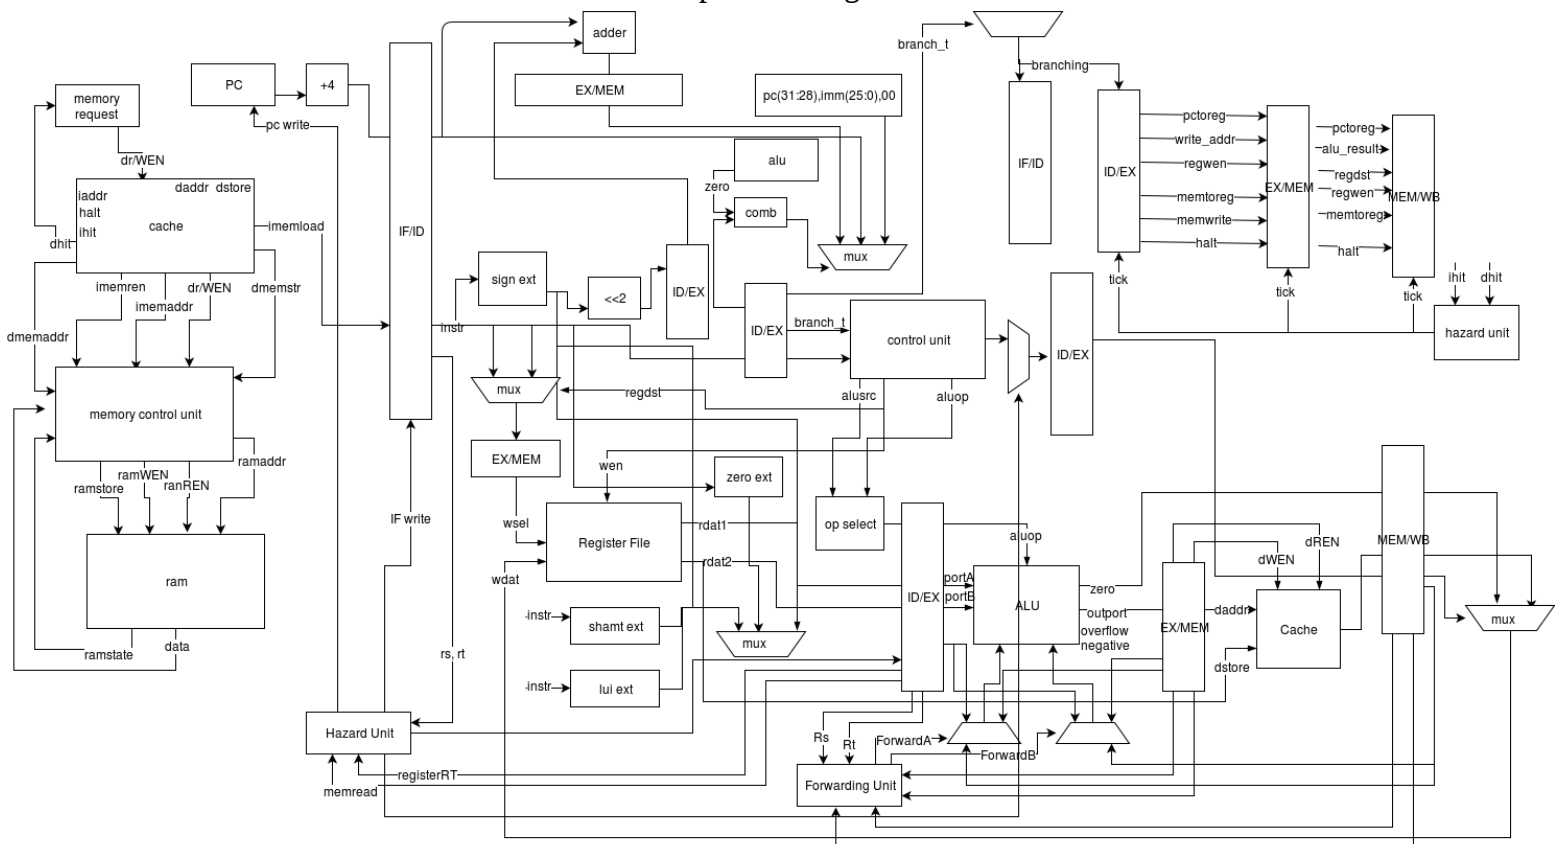 branch_t
adder
branching
PC
+4
EX/MEM
pc(31:28),imm(25:0),00
memory
request
pc write
pctoreg
pctoreg
write_addr
alu_result
dr/WEN
IF/ID
alu
regwen
ID/EX
regdst
EX/MEM
regwen
MEM/WB
daddr
dstore
iaddr
halt
cache
ihit
dhit
imemload
zero
comb
memtoreg
memtoreg
memwrite
halt
halt
IF/ID
mux
tick
tick
tick
ihit
dhit
hazard unit
imemren
dr/WEN
dmemstr
imemaddr
sign ext
<<2
ID/EX
dmemaddr
instr
ID/EX
branch_t
control unit
ID/EX
mux
regdst
alusrc
aluop
memory control unit
ramaddr
ramWEN
ramstore
ranREN
EX/MEM
wen
zero ext
IF write
wsel
rdat1
op select
aluop
Register File
rdat2
wdat
dREN
dWEN
MEM/WB
ram
portA
portB
ID/EX
ALU
zero
outport
overflow
negative
EX/MEM
daddr
Cache
dstore
mux
-instr
shamt ext
mux
ramstate
data
rs, rt
-instr
lui ext
Hazard Unit
Rs
Rt
ForwardA
ForwardB
registerRT
memread
Forwarding Unit